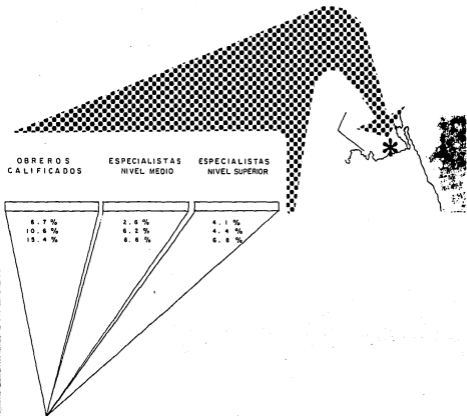 OBREROS
CALIFICADOS
ESPECIALISTAS
NIVEL MEDIO
ESPECIALISTAS
NIVEL SUPERIOR
6.7 %
10.6 %
15.4 %
2.6 %
6.2 %
8.6 %
4.1 %
4.4 %
6.8 %
*